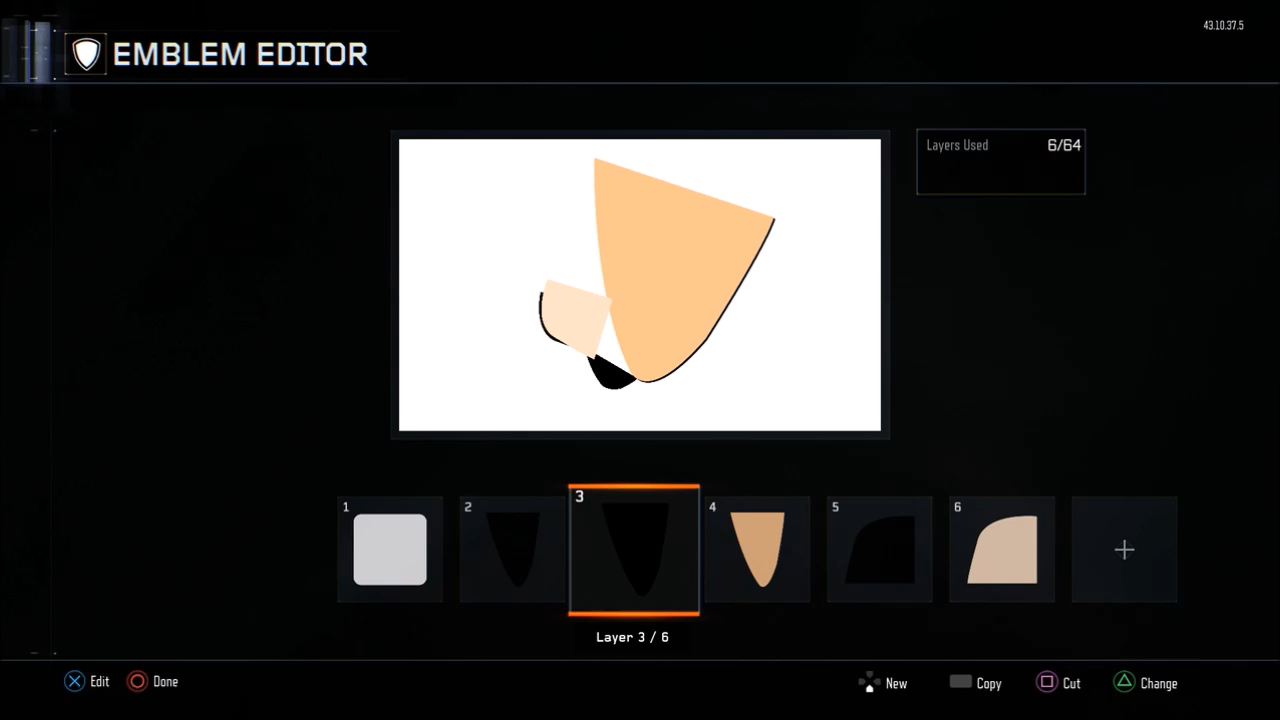 43.10.37.5
EMBLEM EDITOR
Layers Used 6/64
1 2 3 4 5 6
Layer 3 / 6
Edit Done New Copy Cut Change